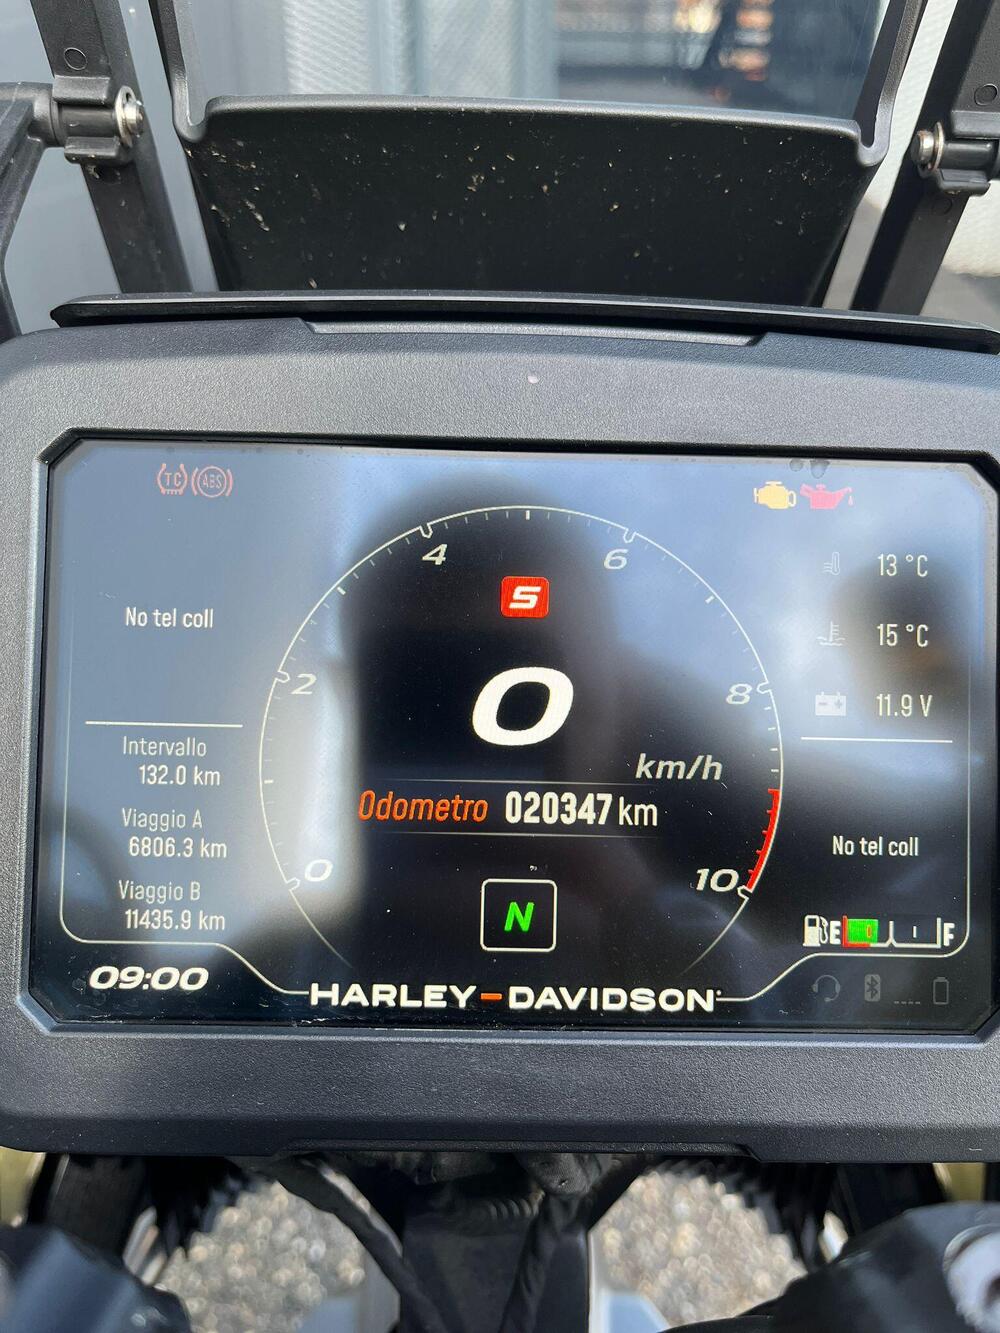 TC ABS
4 6
13 °C
S
No tel coll
15 °C
2 8
0
11.9 V
Intervallo
132.0 km
km/h
Odometro 020347 km
Viaggio A
6806.3 km
No tel coll
0 10
Viaggio B
11435.9 km
N
E F
09:00
HARLEY-DAVIDSON